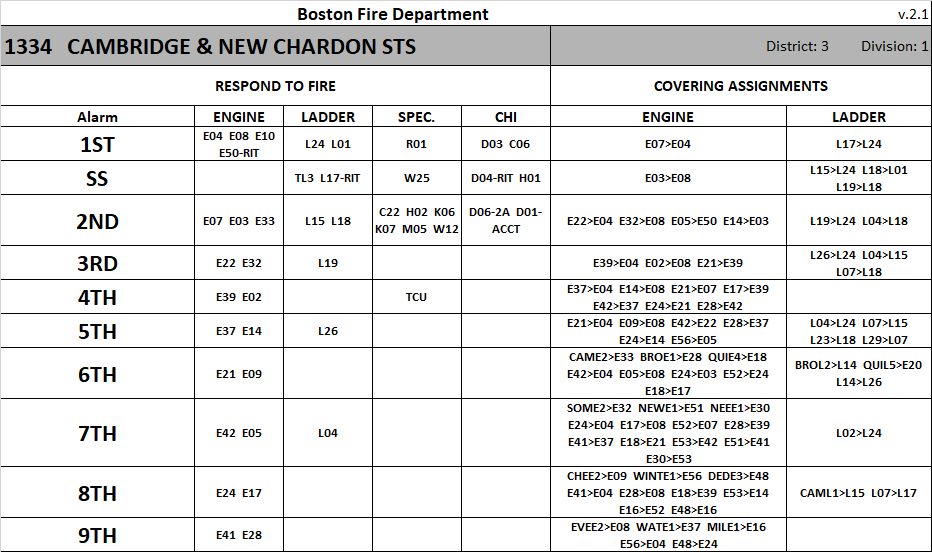 Boston Fire Department v.2.1
1334 CAMBRIDGE & NEW CHARDON STS District: 3 Division: 1
RESPOND TO FIRE COVERING ASSIGNMENTS
Alarm ENGINE LADDER SPEC. CHI ENGINE LADDER
1ST E04 E08 E10 L24 L01 R01 D03 C06 E07>E04 L17>L24
E50-RIT
SS TL3 L17-RIT W25 D04-RIT H01 E03>E08 L15>L24 L18>L01
L19>L18
2ND E07 E03 E33 L15 L18 C22 H02 K06 D06-2A D01- E22>E04 E32>E08 E05>E50 E14>E03 L19>L24 L04>L18
K07 M05 W12 ACCT
3RD E22 E32 L19 E39>E04 E02>E08 E21>E39 L26>L24 L04>L15
L07>L18
4TH E39 E02 TCU E37>E04 E14>E08 E21>E07 E17>E39
E42>E37 E24>E21 E28>E42
5TH E37 E14 L26 E21>E04 E09>E08 E42>E22 E28>E37 L04>L24 L07>L15
E24>E14 E56>E05 L23>L18 L29>L07
6TH E21 E09 CAME2>E33 BROE1>E28 QUIE4>E18 BROL2>L14 QUIL5>E20
E42>E04 E05>E08 E24>E03 E52>E24 L14>L26
E18>E17
7TH E42 E05 L04 SOME2>E32 NEWE1>E51 NEEE1>E30 L02>L24
E24>E04 E17>E08 E52>E07 E28>E39
E41>E37 E18>E21 E53>E42 E51>E41
E30>E53
8TH E24 E17 CHEE2>E09 WINTE1>E56 DEDE3>E48 CAML1>L15 L07>L17
E41>E04 E28>E08 E18>E39 E53>E14
E16>E52 E48>E16
9TH E41 E28 EVEE2>E08 WATE1>E37 MILE1>E16
E56>E04 E48>E24